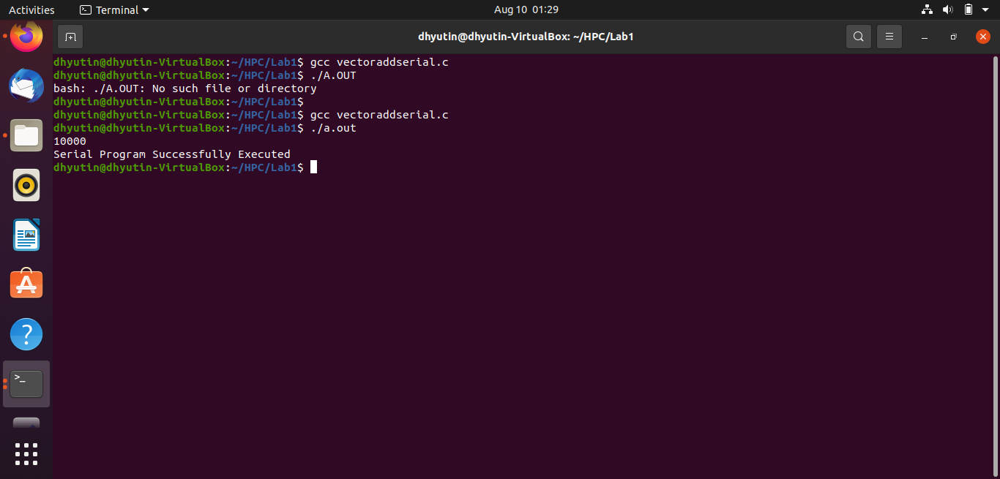 Activities Terminal Aug 10 01:29
dhyutin@dhyutin-VirtualBox: ~/HPC/Lab1
dhyutin@dhyutin-VirtualBox:~/HPC/Lab1$ gcc vectoraddserial.c
dhyutin@dhyutin-VirtualBox:~/HPC/Lab1$ ./A.OUT
bash: ./A.OUT: No such file or directory
dhyutin@dhyutin-VirtualBox:~/HPC/Lab1$
dhyutin@dhyutin-VirtualBox:~/HPC/Lab1$ gcc vectoraddserial.c
dhyutin@dhyutin-VirtualBox:~/HPC/Lab1$ ./a.out
10000
Serial Program Successfully Executed
dhyutin@dhyutin-VirtualBox:~/HPC/Lab1$